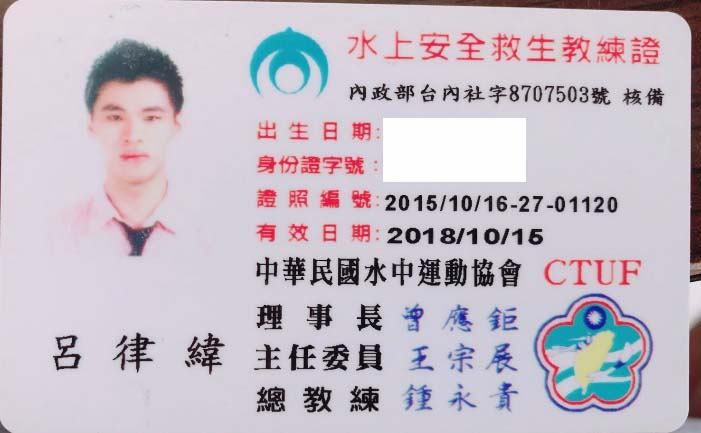 水上安全救生教練證
內政部台內社字8707503號 核備
出生日期:
身份證字號:
證照編號:2015/10/16-27-01120
有效日期:2018/10/15
中華民國水中運動協會 CTUF
理事長 曾應鉅
主任委員 王宗展
總教練 鍾永貴
呂律緯